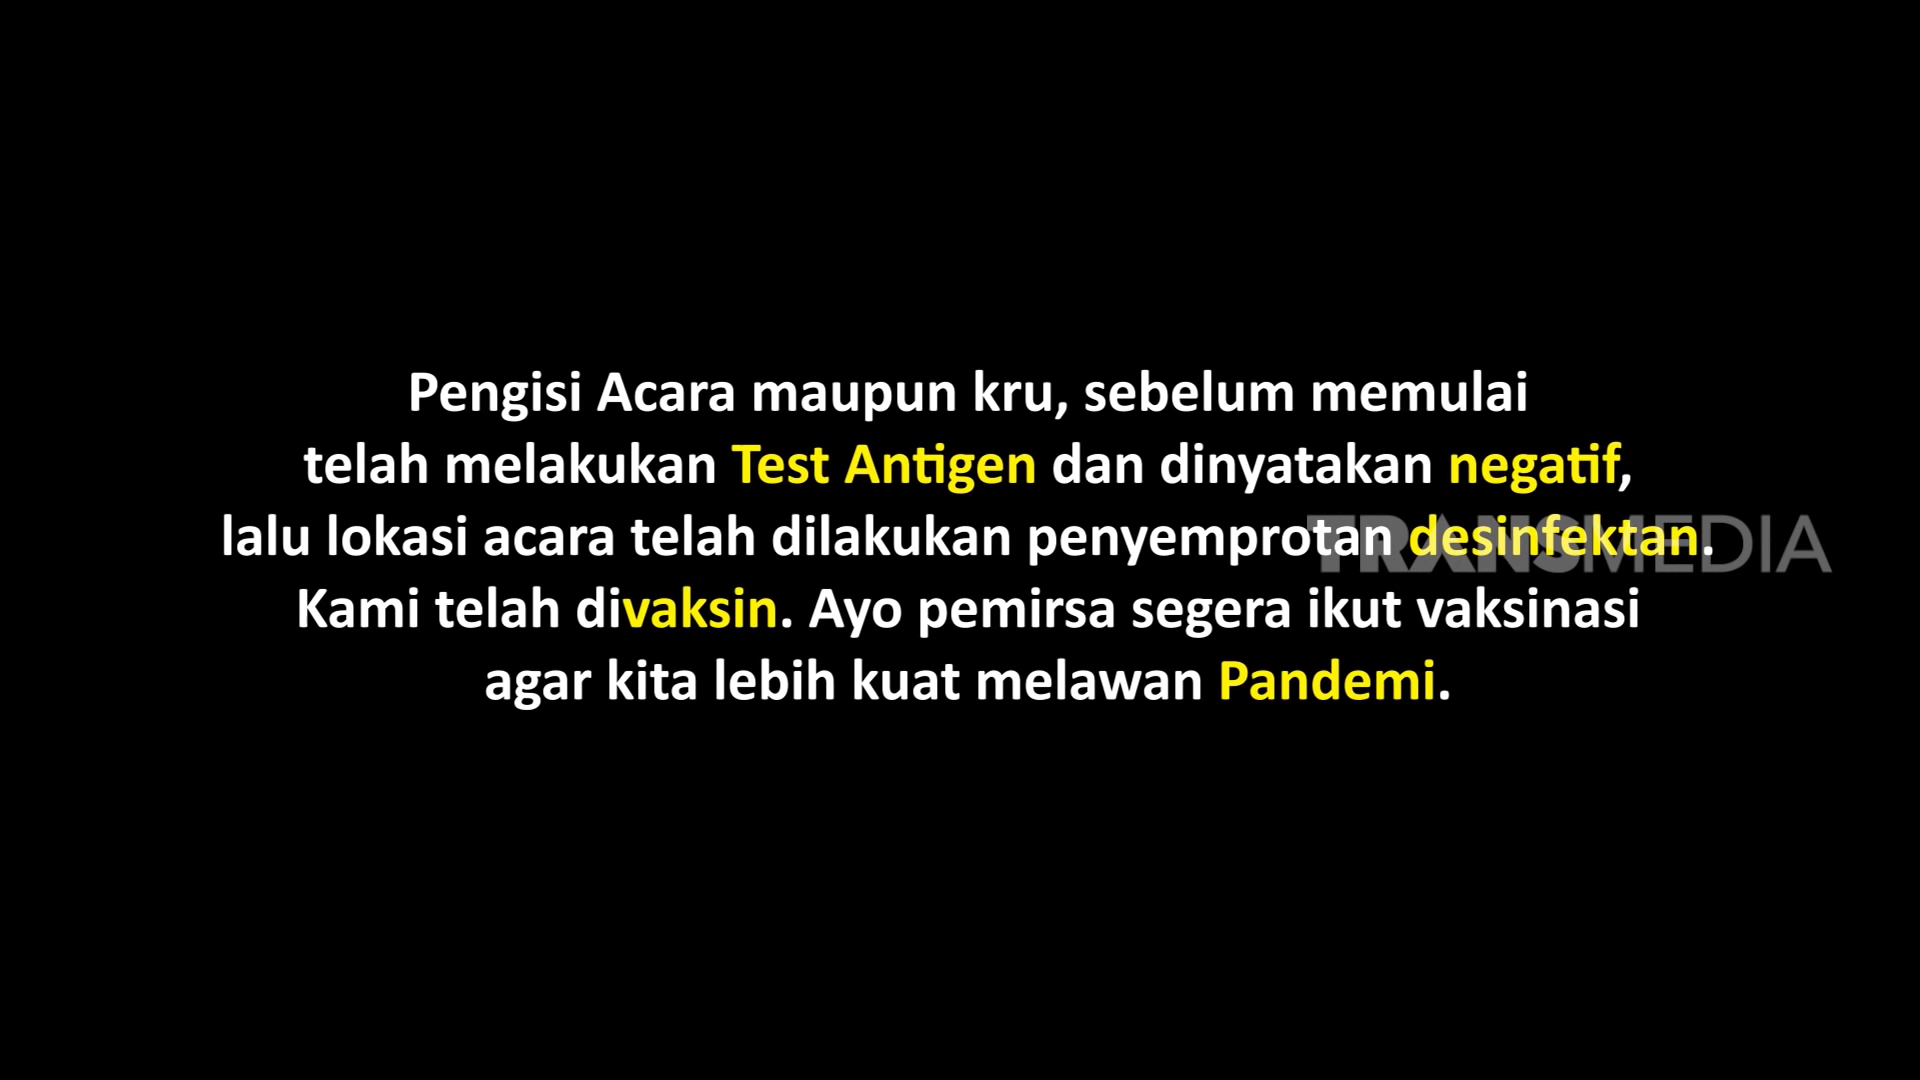 Pengisi Acara maupun kru, sebelum memulai
telah melakukan Test Antigen dan dinyatakan negatif,
lalu lokasi acara telah dilakukan penyemprotan desinfektan.
TRANSMEDIA
Kami telah divaksin. Ayo pemirsa segera ikut vaksinasi
agar kita lebih kuat melawan Pandemi.